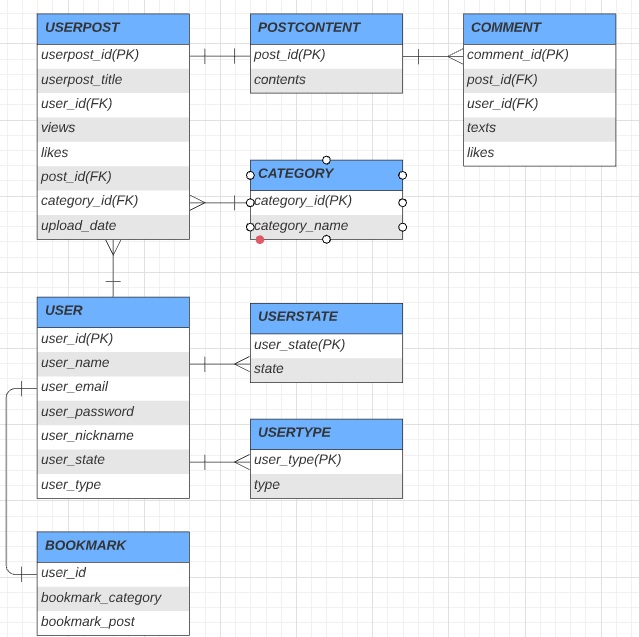 USERPOST
userpost_id(PK)
userpost_title
user_id(FK)
views
likes
post_id(FK)
category_id(FK)
upload_date
POSTCONTENT
post_id(PK)
contents
COMMENT
comment_id(PK)
post_id(FK)
user_id(FK)
texts
likes
CATEGORY
category_id(PK)
category_name
USER
user_id(PK)
user_name
user_email
user_password
user_nickname
user_state
user_type
USERSTATE
user_state(PK)
state
USERTYPE
user_type(PK)
type
BOOKMARK
user_id
bookmark_category
bookmark_post